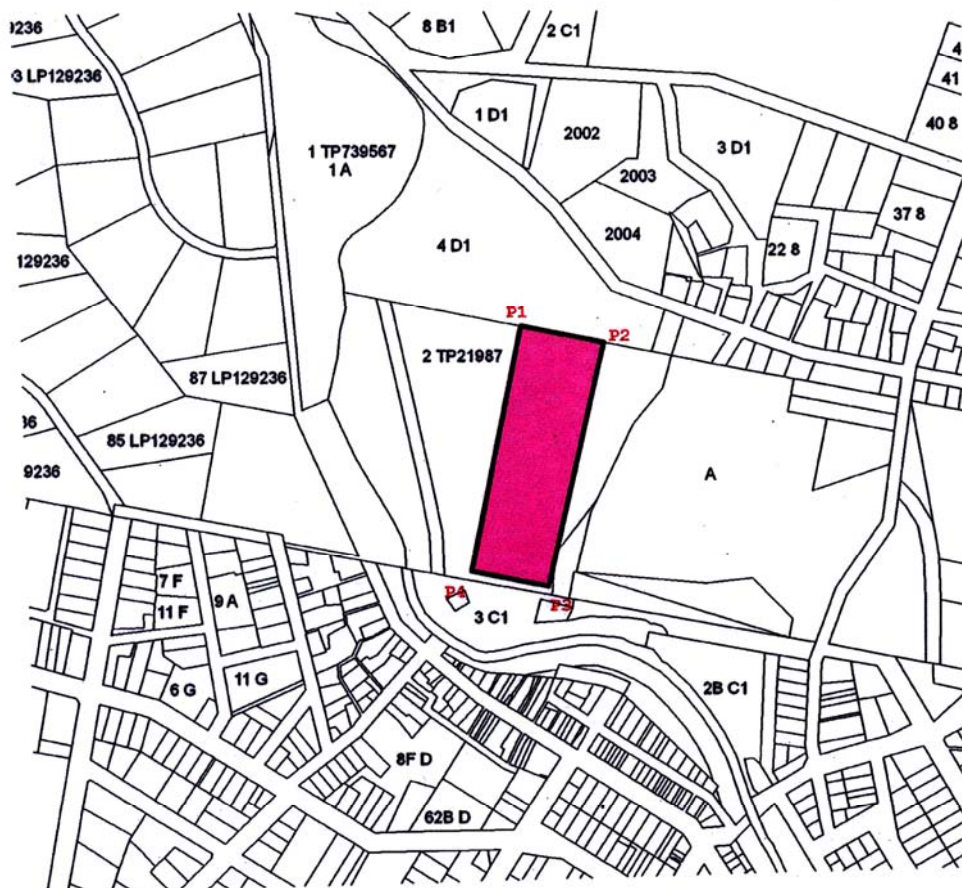 8 B1
2 C1
9236
4
3 LP129236
41
1 D1
40 8
2002
3 D1
1 TP739567
1 A
2003
37 8
2004
4 D1
22 8
129236
P1
P2
2 TP21987
87 LP129236
36
85 LP129236
9236
A
7 F
P4
9 A
P3
11 F
3 C1
11 G
6 G
2B C1
8F D
62B D